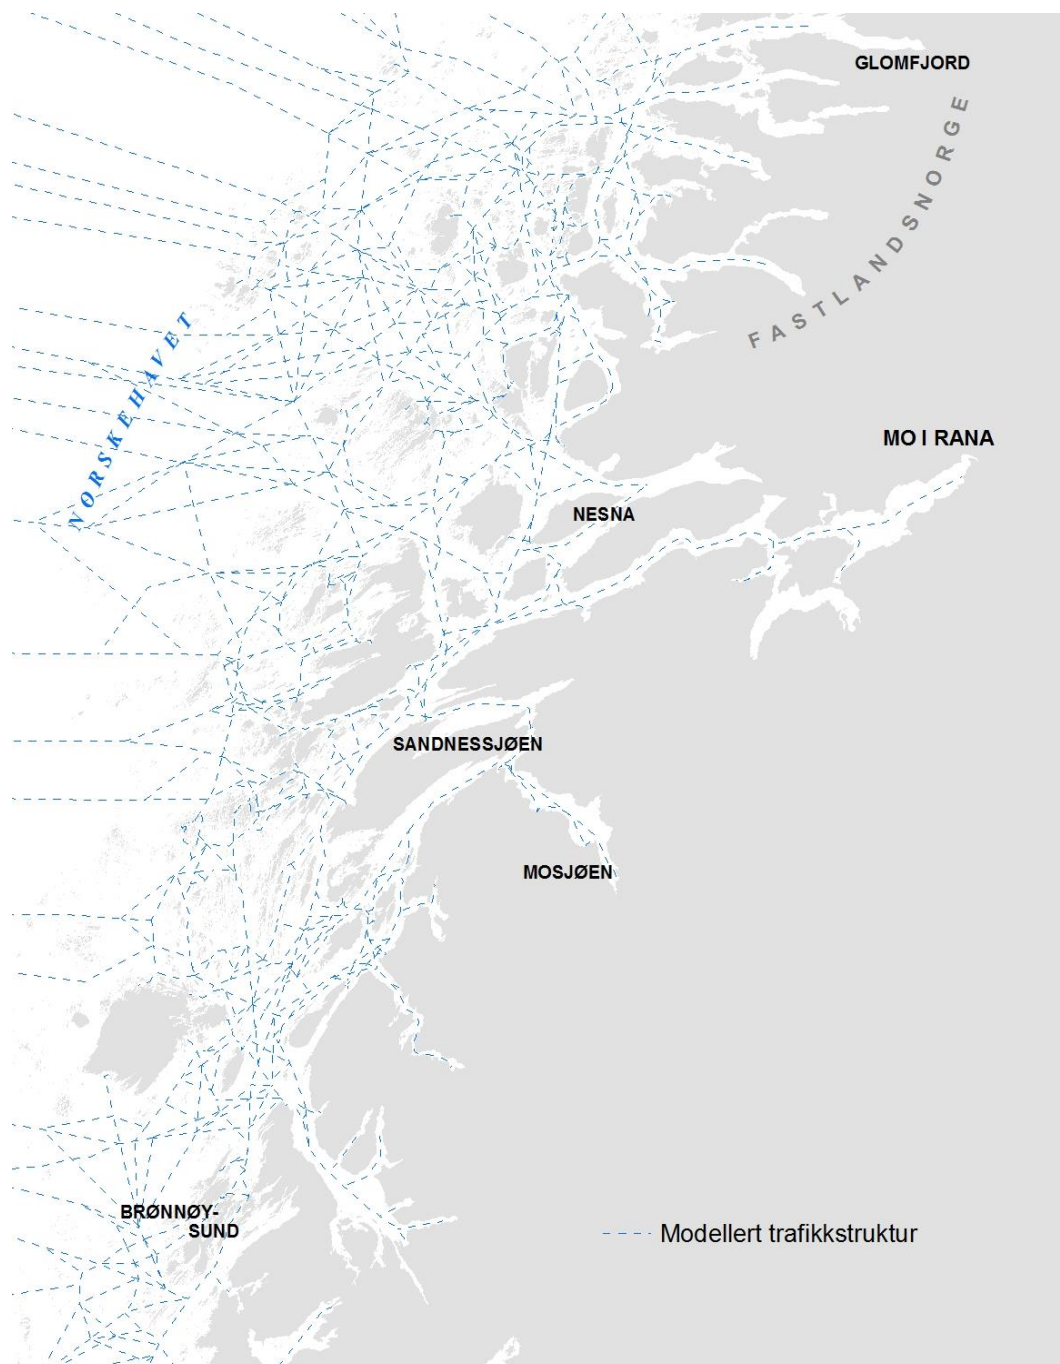 GLOMFJORD
FASTLANDSNORGE
NORSKEHAVET
MO I RANA
NESNA
SANDNESSJØEN
MOSJØEN
BRØNNØY-
SUND
Modellert trafikkstruktur